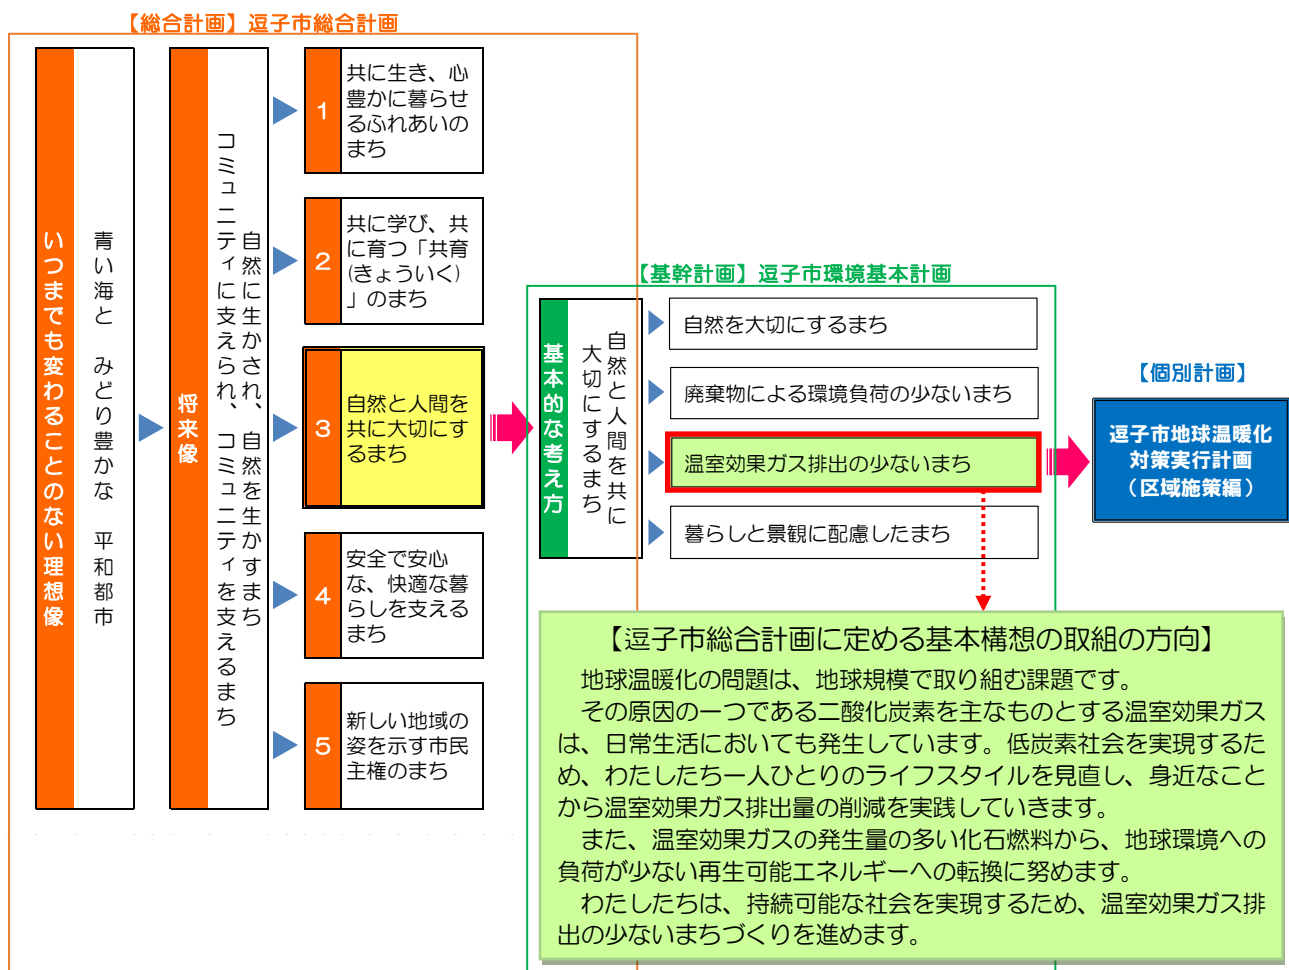 【総合計画】逗子市総合計画
いつまでも変わることのない理想像
青い海と　みどり豊かな　平和都市
将来像
自然に生かされ、自然を生かすまち
コミュニティに支えられ、コミュニティを支えるまち
1
共に生き、心
豊かに暮らせ
るふれあいの
まち
2
共に学び、共
に育つ「共育
(きょういく)
」のまち
3
自然と人間を
共に大切にす
るまち
4
安全で安心
な、快適な暮
らしを支える
まち
5
新しい地域の
姿を示す市民
主権のまち
【基幹計画】逗子市環境基本計画
基本的な考え方
自然と人間を共に
大切にするまち
自然を大切にするまち
廃棄物による環境負荷の少ないまち
温室効果ガス排出の少ないまち
暮らしと景観に配慮したまち
【個別計画】
逗子市地球温暖化
対策実行計画
（区域施策編）
【逗子市総合計画に定める基本構想の取組の方向】
地球温暖化の問題は、地球規模で取り組む課題です。
その原因の一つである二酸化炭素を主なものとする温室効果ガス
は、日常生活においても発生しています。低炭素社会を実現するた
め、わたしたち一人ひとりのライフスタイルを見直し、身近なこと
から温室効果ガス排出量の削減を実践していきます。
また、温室効果ガスの発生量の多い化石燃料から、地球環境への
負荷が少ない再生可能エネルギーへの転換に努めます。
わたしたちは、持続可能な社会を実現するため、温室効果ガス排
出の少ないまちづくりを進めます。